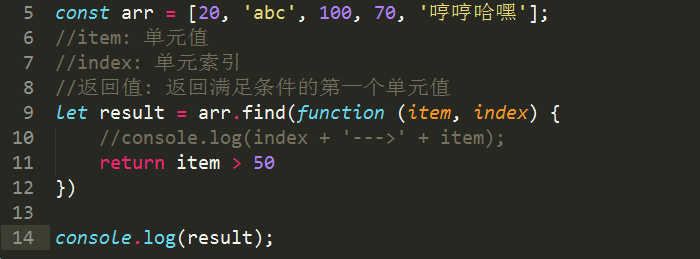 5 const arr = [20, 'abc', 100, 70, '哼哼哈嘿'];
6 //item: 单元值
7 //index: 单元索引
8 //返回值: 返回满足条件的第一个单元值
9 let result = arr.find(function (item, index) {
10 //console.log(index + '--->' + item);
11 return item > 50
12 })
13
14 console.log(result);